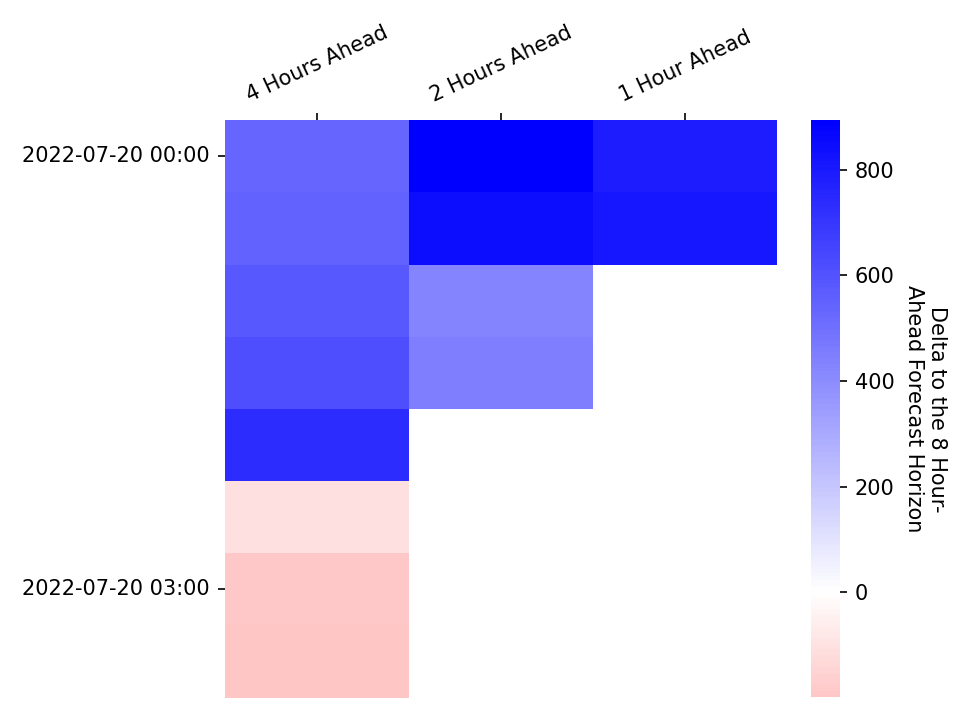 4 Hours Ahead
2 Hours Ahead
1 Hour Ahead
2022-07-20 00:00
2022-07-20 03:00
800
600
400
200
0
Delta to the 8 Hour-
Ahead Forecast Horizon